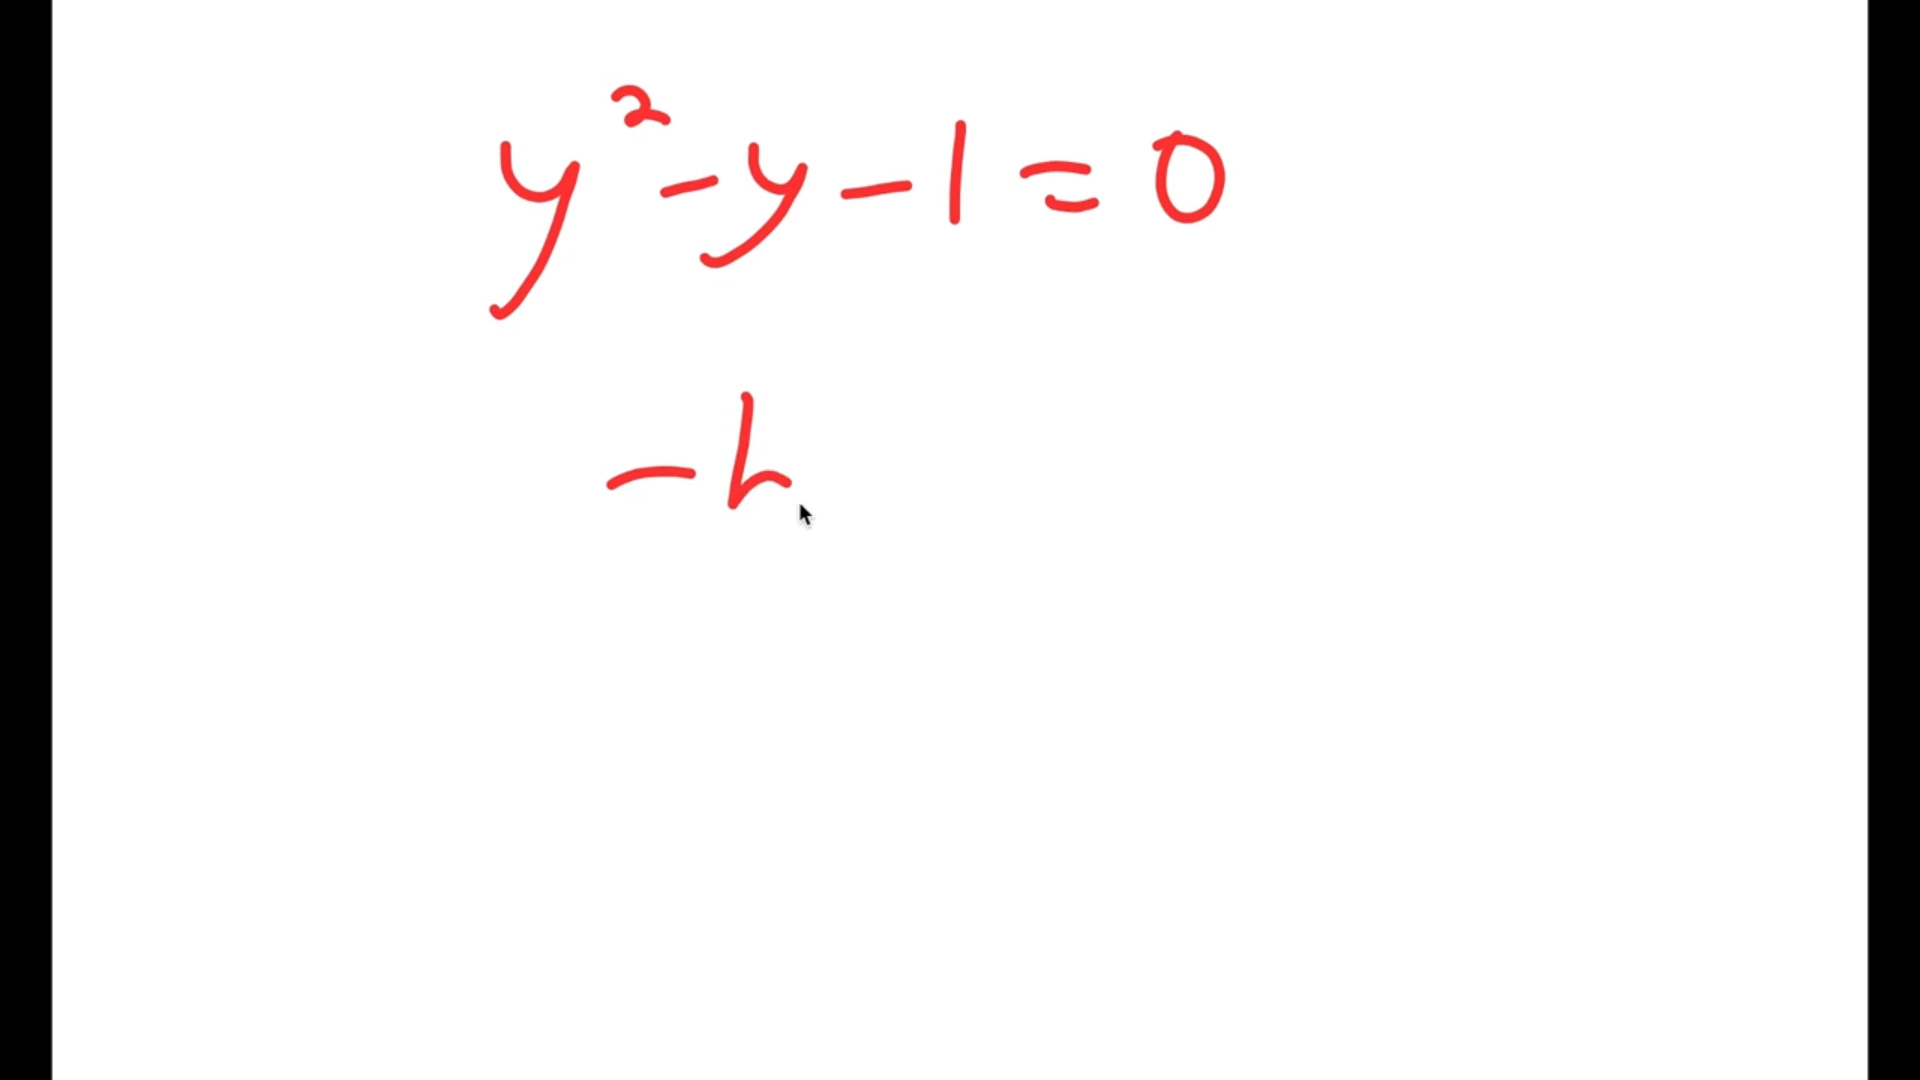 y² - y - 1 = 0
-